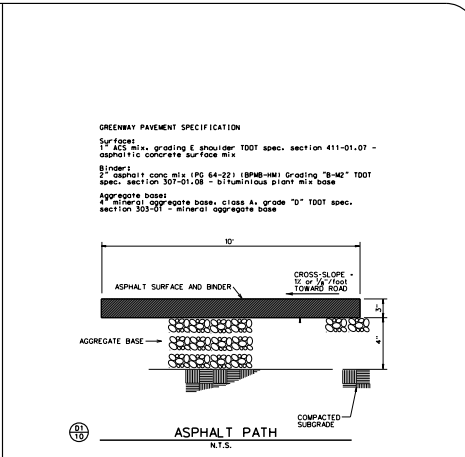 GREENWAY PAVEMENT SPECIFICATION
Surface:
1" ACS mix, grading E shoulder TDOT spec. section 411-01.07 -
asphaltic concrete surface mix
Binder:
2" asphalt conc mix (PG 64-22) (BPMB-HM) Grading "B-M2" TDOT
spec. section 307-01.08 - bituminious plant mix base
Aggregate base:
4" mineral aggregate base, class A, grade "D" TDOT spec.
section 303-01 - mineral aggregate base
10'
ASPHALT SURFACE AND BINDER
CROSS-SLOPE -
1% or 1/8"/foot
TOWARD ROAD
3"
AGGREGATE BASE
4"
COMPACTED
SUBGRADE
D1
10
ASPHALT PATH
N.T.S.